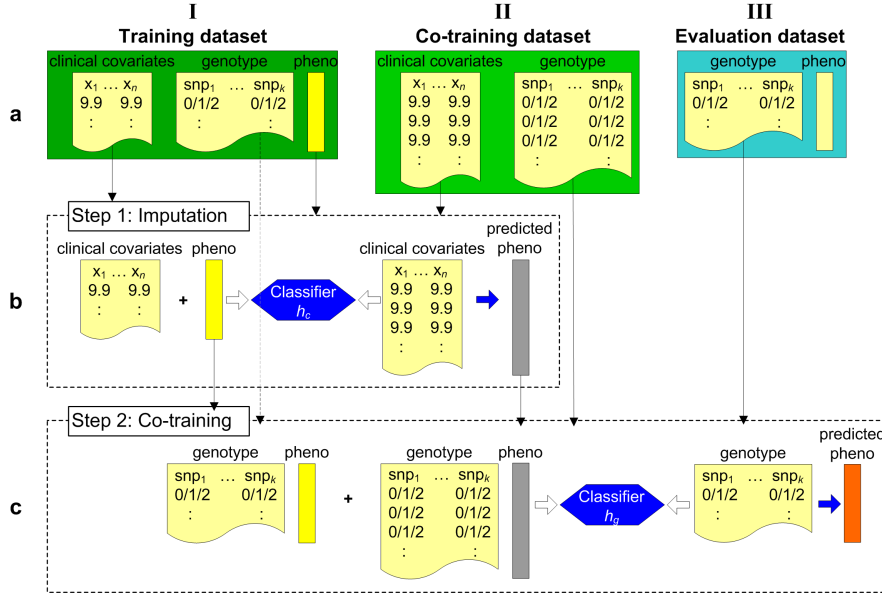 I II III
Training dataset Co-training dataset Evaluation dataset
clinical covariates genotype pheno clinical covariates genotype genotype pheno
a
x1 … xn
9.9 9.9
: :
snp1 … snpk
0/1/2 0/1/2
: :
x1 … xn
9.9 9.9
9.9 9.9
9.9 9.9
: :
snp1 … snpk
0/1/2 0/1/2
0/1/2 0/1/2
0/1/2 0/1/2
: :
snp1 … snpk
0/1/2 0/1/2
: :
Step 1: Imputation
b
clinical covariates pheno
x1 … xn
9.9 9.9
: :
+
Classifier
hc
clinical covariates
x1 … xn
9.9 9.9
9.9 9.9
9.9 9.9
: :
predicted
pheno
Step 2: Co-training
c
genotype pheno
snp1 … snpk
0/1/2 0/1/2
: :
+
genotype pheno
snp1 … snpk
0/1/2 0/1/2
0/1/2 0/1/2
0/1/2 0/1/2
: :
Classifier
hg
genotype
snp1 … snpk
0/1/2 0/1/2
: :
predicted
pheno